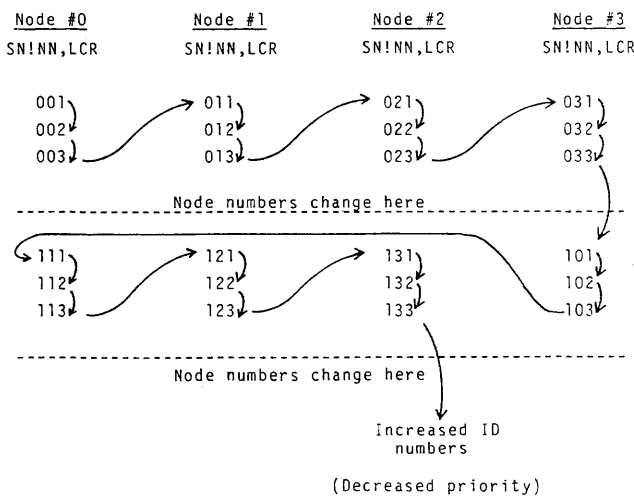 Node #0 Node #1 Node #2 Node #3
SN!NN,LCR SN!NN,LCR SN!NN,LCR SN!NN,LCR
001 011 021 031
002 012 022 032
003 013 023 033
Node numbers change here
111 121 131 101
112 122 132 102
113 123 133 103
Node numbers change here
Increased ID
numbers
(Decreased priority)